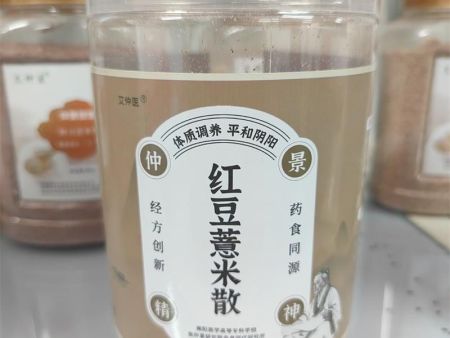 艾仲医®
体质调养 平和阴阳
仲景
经方创新
红豆薏米散
药食同源
精神